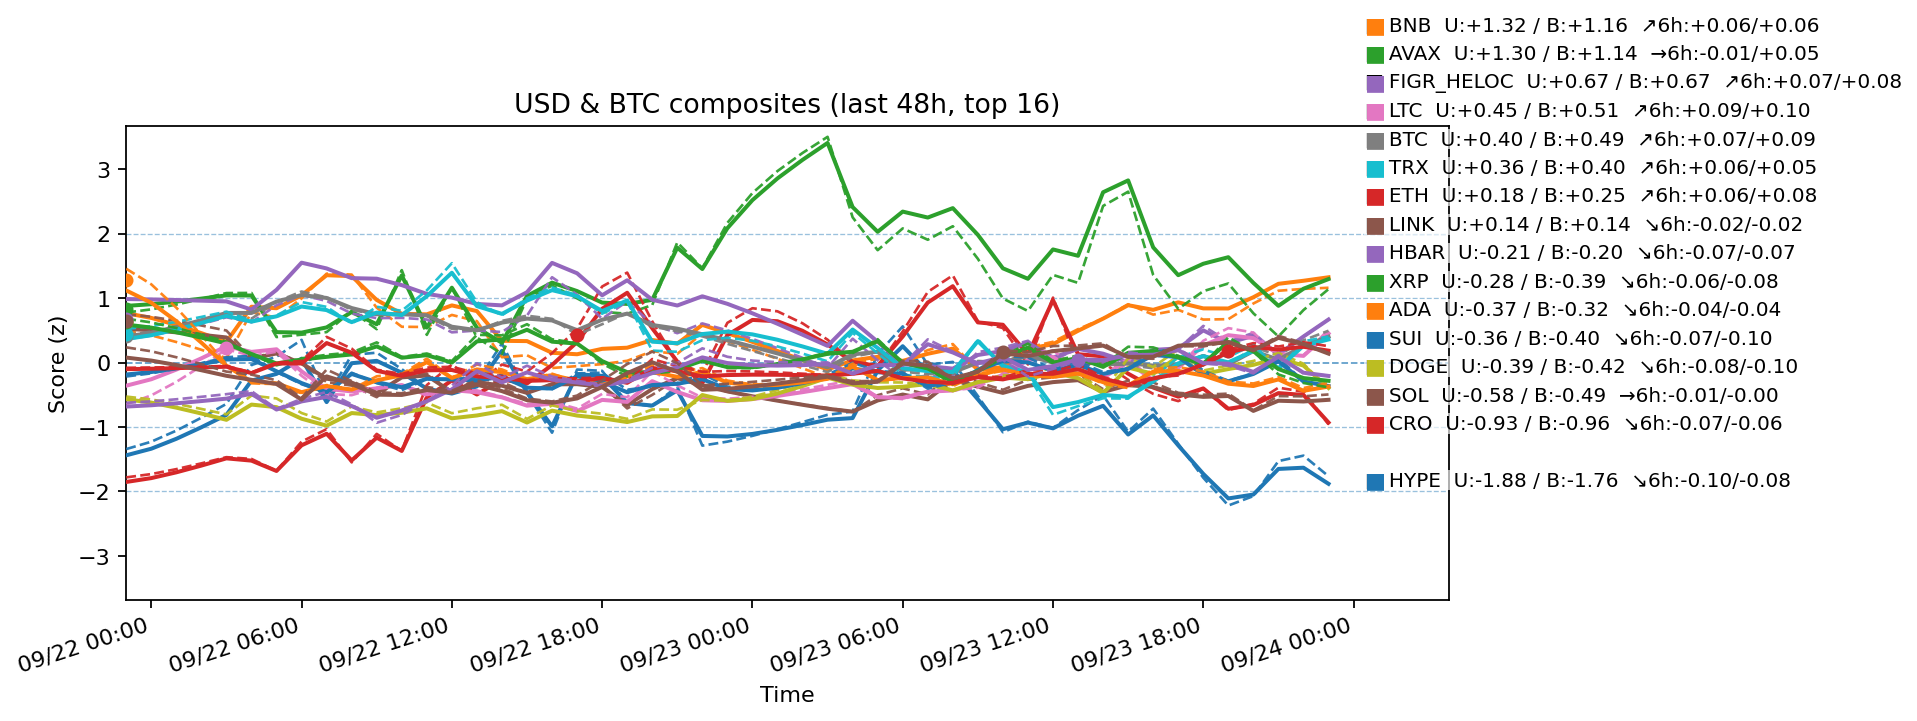 BNB U:+1.32 / B:+1.16 ↗6h:+0.06/+0.06
AVAX U:+1.30 / B:+1.14 →6h:-0.01/+0.05
FIGR_HELOC U:+0.67 / B:+0.67 ↗6h:+0.07/+0.08
LTC U:+0.45 / B:+0.51 ↗6h:+0.09/+0.10
BTC U:+0.40 / B:+0.49 ↗6h:+0.07/+0.09
TRX U:+0.36 / B:+0.40 ↗6h:+0.06/+0.05
ETH U:+0.18 / B:+0.25 ↗6h:+0.06/+0.08
LINK U:+0.14 / B:+0.14 ↘6h:-0.02/-0.02
HBAR U:-0.21 / B:-0.20 ↘6h:-0.07/-0.07
XRP U:-0.28 / B:-0.39 ↘6h:-0.06/-0.08
ADA U:-0.37 / B:-0.32 ↘6h:-0.04/-0.04
SUI U:-0.36 / B:-0.40 ↘6h:-0.07/-0.10
DOGE U:-0.39 / B:-0.42 ↘6h:-0.08/-0.10
SOL U:-0.58 / B:-0.49 →6h:-0.01/-0.00
CRO U:-0.93 / B:-0.96 ↘6h:-0.07/-0.06
HYPE U:-1.88 / B:-1.76 ↘6h:-0.10/-0.08
USD & BTC composites (last 48h, top 16)
Score (z)
3
2
1
0
−1
−2
−3
09/22 00:00
09/22 06:00
09/22 12:00
09/22 18:00
09/23 00:00
09/23 06:00
09/23 12:00
09/23 18:00
09/24 00:00
Time